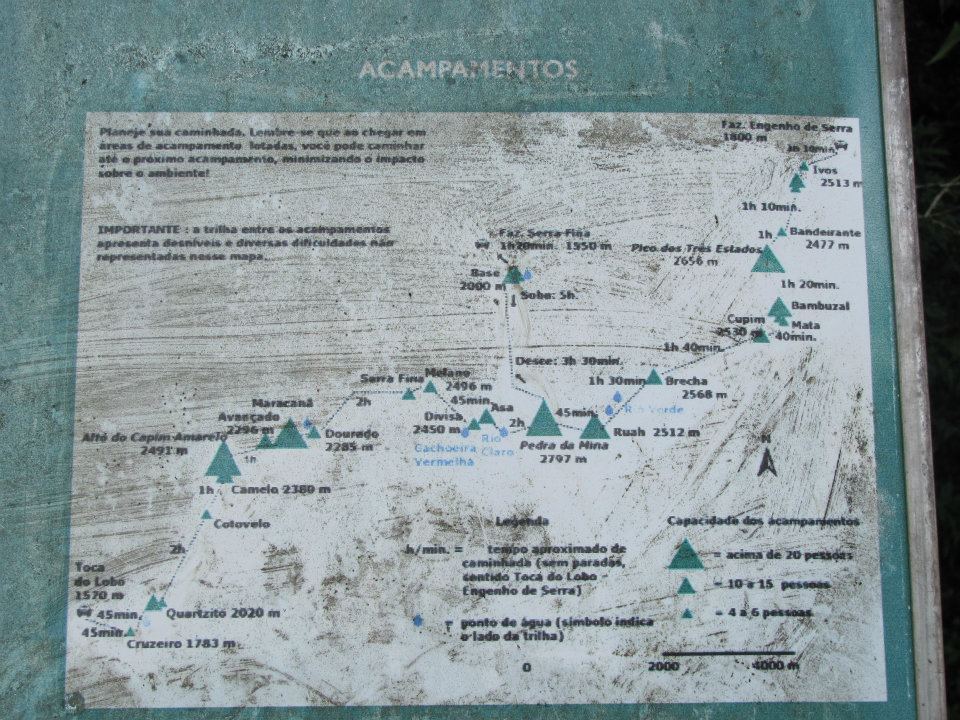 ACAMPAMENTOS
Planeje sua caminhada. Lembre-se que ao chegar em
áreas de acampamento lotadas, você pode caminhar
até o próximo acampamento, minimizando o impacto
sobre o ambiente!
IMPORTANTE : a trilha entre os acampamentos
apresenta desníveis e diversas dificuldades não
representadas nesse mapa.
Faz. Engenho de Serra
1800 m
3h 10min.
Ivos
2513 m
1h 10min.
1h
Bandeirante
2477 m
Pico dos Três Estados
2656 m
1h 20min.
Bambuzal
Mata
Cupim
2530 m
40min.
1h 40min.
Faz. Serra Fina
1h20min. 1550 m
Base
2000 m
Sobe: 5h.
Desce: 3h 30min.
1h 30min
Brecha
2568 m
Rio Verde
45min.
Ruah 2512 m
Pedra da Mina
2797 m
Serra Fina
Melano
2496 m
2h
45min.
Asa
Divisa
2450 m
2h
Cachoeira
Vermelha
Rio
Claro
Maracanã
Avançado
2296 m
Dourado
2285 m
Alto do Capim Amarelo
2491 m
1h
1h
Camelo 2380 m
Cotovelo
2h
Toca
do Lobo
1570 m
45min.
Quartzito 2020 m
45min.
Cruzeiro 1783 m
N
Legenda
h/min. = tempo aproximado de
caminhada (sem paradas,
sentido Toca do Lobo -
Engenho de Serra)
= ponto de água (símbolo indica
o lado da trilha)
Capacidade dos acampamentos
= acima de 20 pessoas
= 10 a 15 pessoas
= 4 a 6 pessoas
0 2000 4000 m